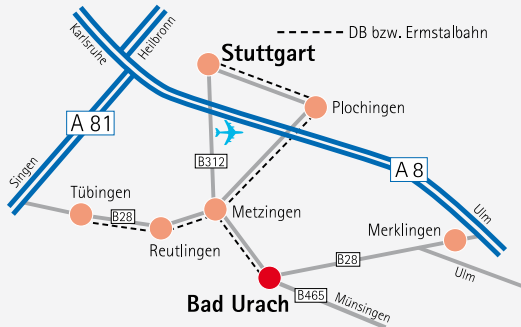 Karlsruhe
Heilbronn
DB bzw. Ermstalbahn
Stuttgart
Plochingen
A 81
B312
A 8
Singen
Tübingen
B28
Metzingen
Reutlingen
Merklingen
Ulm
B28
Ulm
Bad Urach
B465
Münsingen